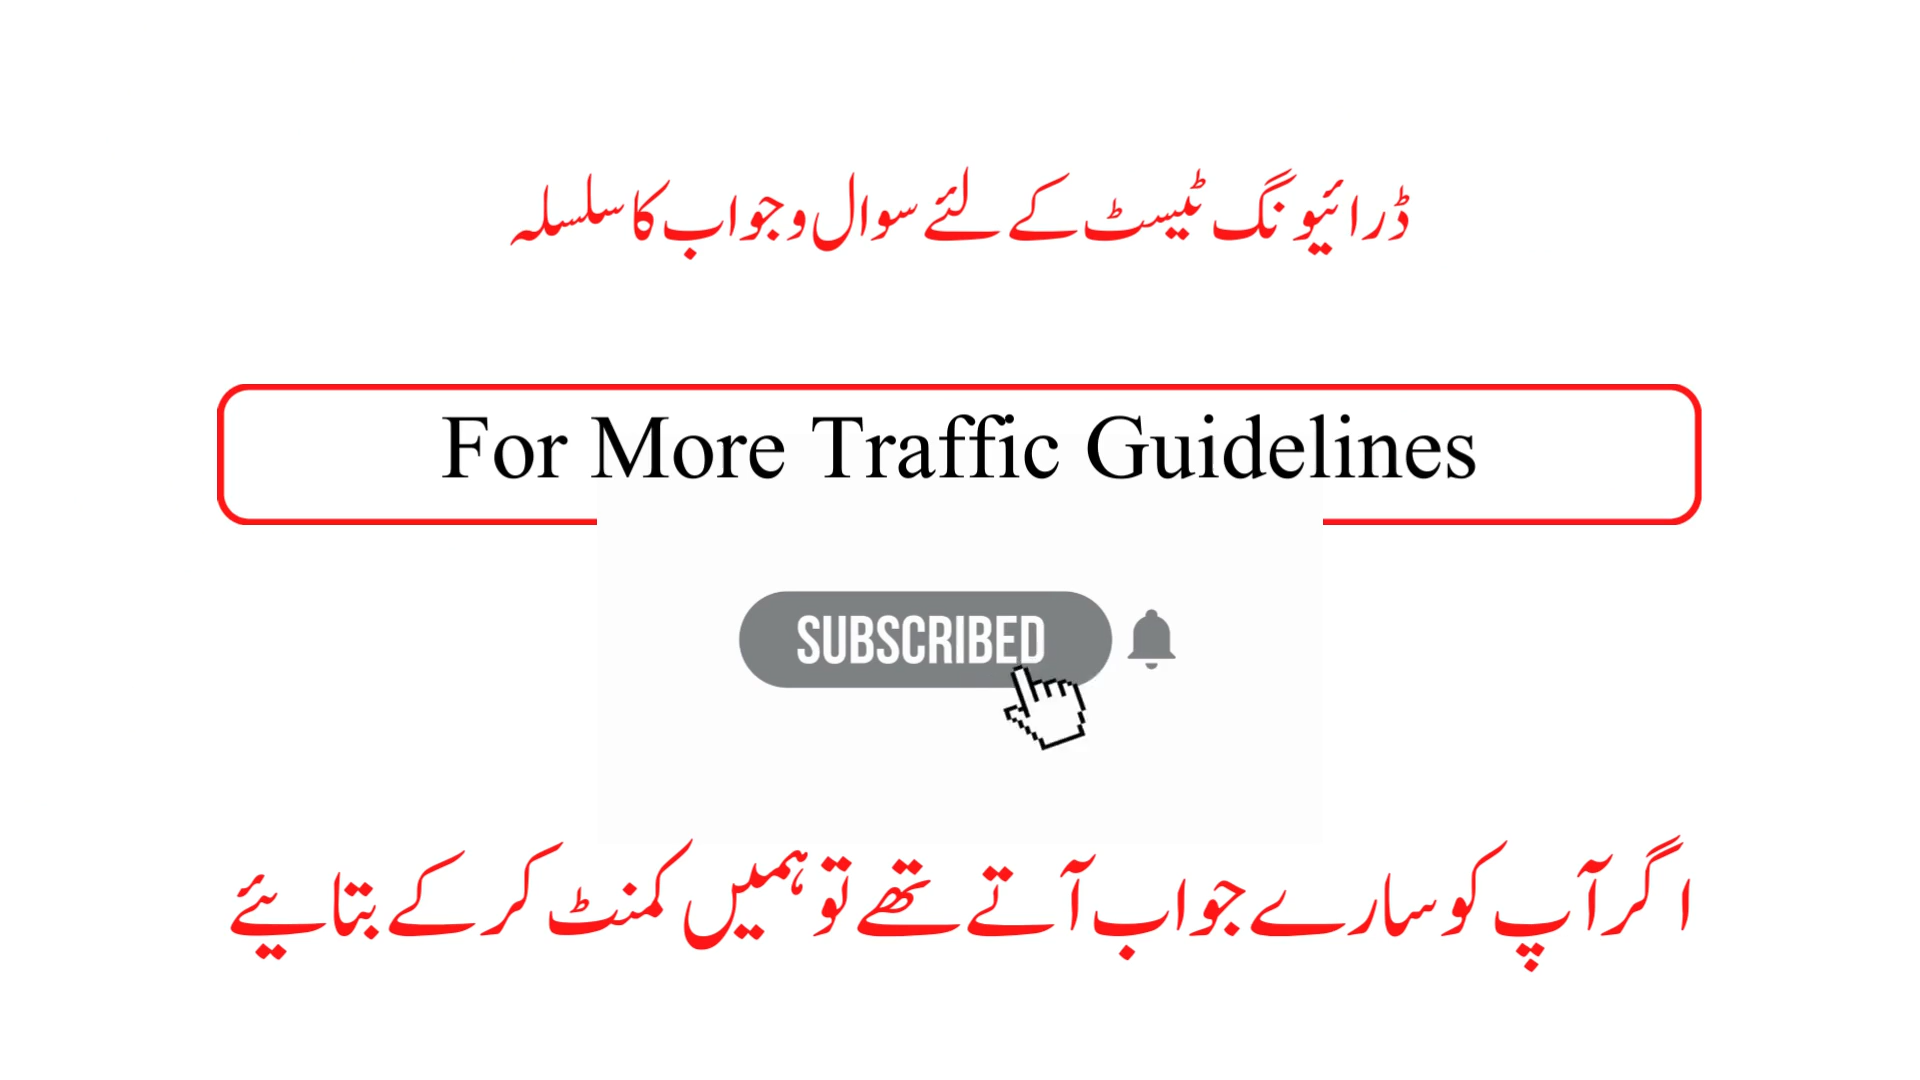 ڈرائیونگ ٹیسٹ کے لئے سوال و جواب کا سلسلہ
For More Traffic Guidelines
SUBSCRIBED
اگر آپ کو سارے جواب آتے تھے تو ہمیں کمنٹ کر کے بتایئے